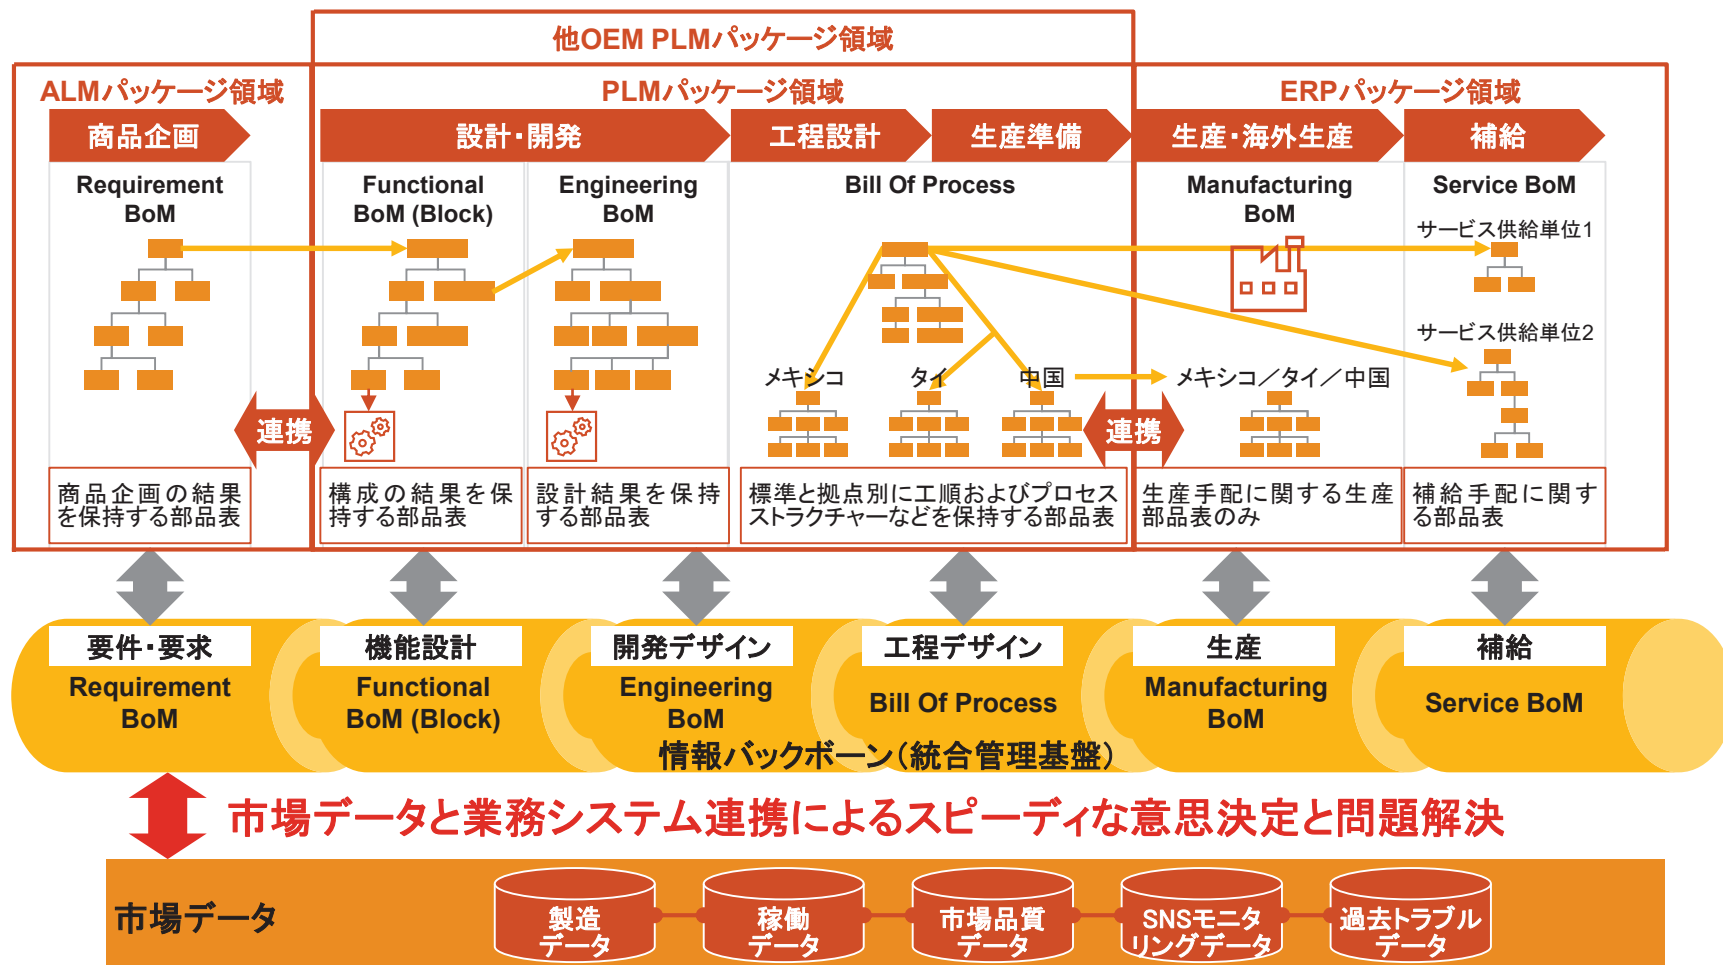 他OEM PLMパッケージ領域
ALMパッケージ領域
PLMパッケージ領域
ERPパッケージ領域
商品企画
設計・開発
工程設計
生産準備
生産・海外生産
補給
Requirement
BoM
Functional
BoM (Block)
Engineering
BoM
Bill Of Process
Manufacturing
BoM
Service BoM
サービス供給単位1
サービス供給単位2
メキシコ
タイ
中国
メキシコ／タイ／中国
連携
連携
商品企画の結果
を保持する部品表
構成の結果を保
持する部品表
設計結果を保持
する部品表
標準と拠点別に工順およびプロセス
ストラクチャーなどを保持する部品表
生産手配に関する生産
部品表のみ
補給手配に関す
る部品表
要件・要求
機能設計
開発デザイン
工程デザイン
生産
補給
Requirement
BoM
Functional
BoM (Block)
Engineering
BoM
Bill Of Process
Manufacturing
BoM
Service BoM
情報バックボーン（統合管理基盤）
市場データと業務システム連携によるスピーディな意思決定と問題解決
市場データ
製造
データ
稼働
データ
市場品質
データ
SNSモニタ
リングデータ
過去トラブル
データ